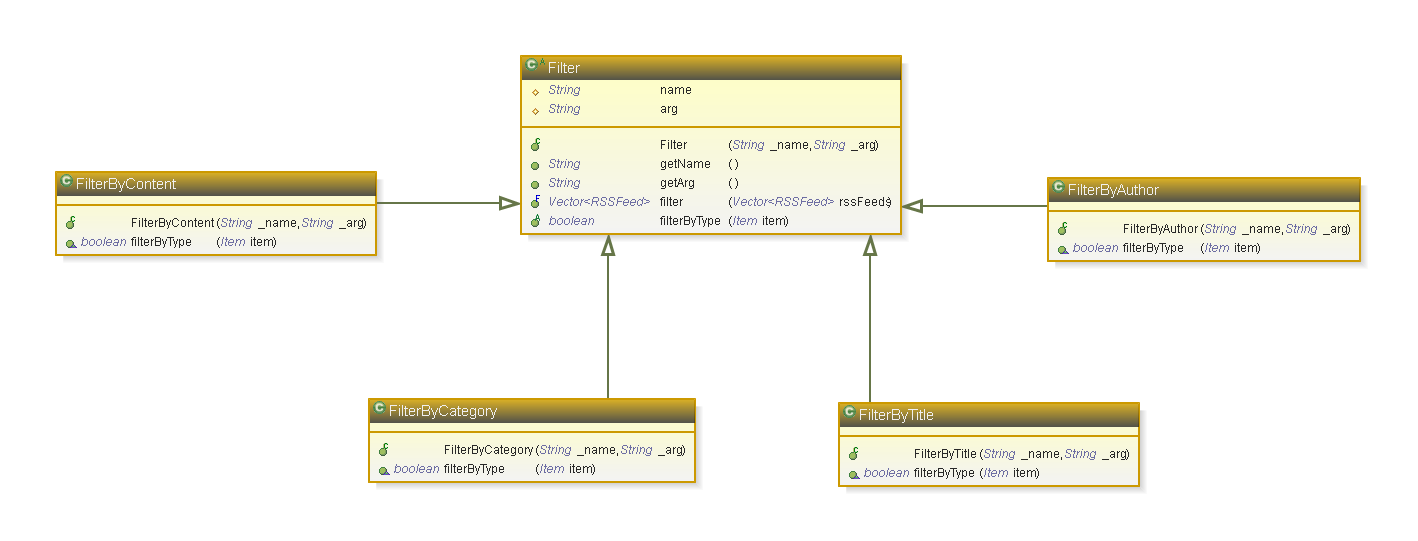 Filter
String name
String arg
Filter (String _name, String _arg)
String getName ()
String getArg ()
Vector<RSSFeed> filter (Vector<RSSFeed> rssFeeds)
boolean filterByType (Item item)
FilterByContent
FilterByContent (String _name, String _arg)
boolean filterByType (Item item)
FilterByAuthor
FilterByAuthor (String _name, String _arg)
boolean filterByType (Item item)
FilterByCategory
FilterByCategory (String _name, String _arg)
boolean filterByType (Item item)
FilterByTitle
FilterByTitle (String _name, String _arg)
boolean filterByType (Item item)